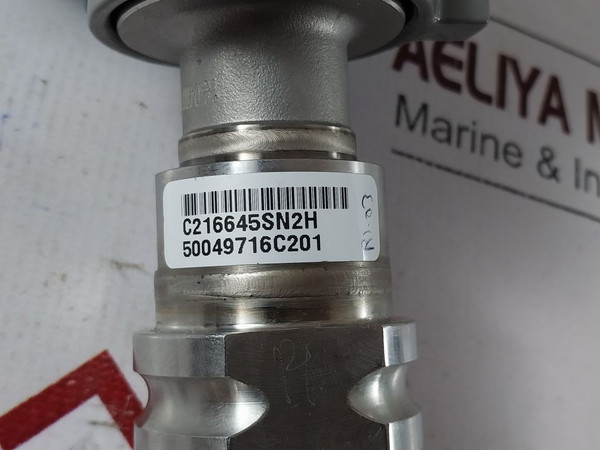 AELIYA M
Marine & In
C216645SN2H
50049716C201